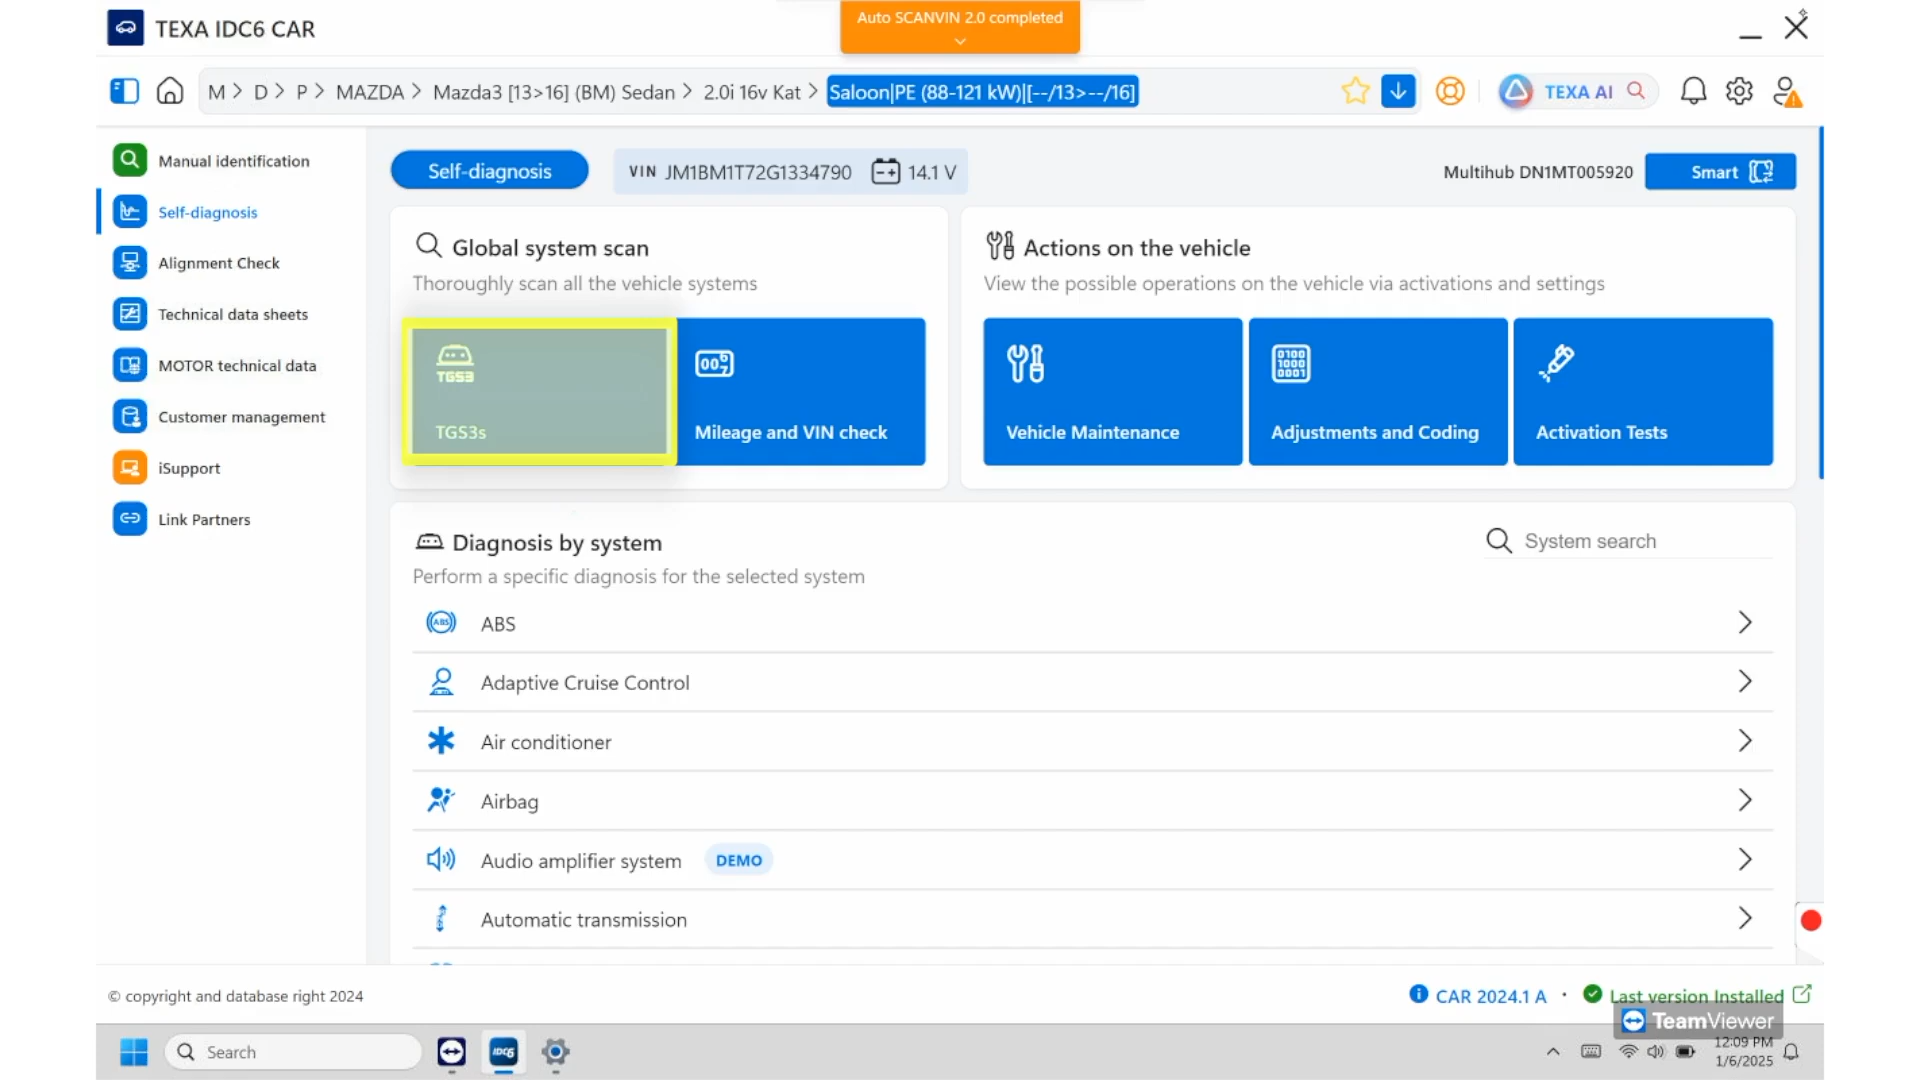 Auto SCANVIN 2.0 completed
TEXA IDC6 CAR
M > D > P > MAZDA > Mazda3 [13>16] (BM) Sedan > 2.0i 16v Kat > Saloon|PE (88-121 kW)|[--/13>--/16]
TEXA AI
Manual identification
Self-diagnosis
Alignment Check
Technical data sheets
MOTOR technical data
Customer management
iSupport
Link Partners
Self-diagnosis
VIN JM1BM1T72G1334790
14.1 V
Multihub DN1MT005920
Smart
Global system scan
Thoroughly scan all the vehicle systems
TGS3
TGS3s
Mileage and VIN check
Actions on the vehicle
View the possible operations on the vehicle via activations and settings
Vehicle Maintenance
0100
1000
0001
Adjustments and Coding
Activation Tests
Diagnosis by system
Perform a specific diagnosis for the selected system
System search
ABS
ABS
Adaptive Cruise Control
Air conditioner
Airbag
Audio amplifier system DEMO
Automatic transmission
© copyright and database right 2024
CAR 2024.1 A · Last version Installed
TeamViewer
Search
IDC6
12:09 PM
1/6/2025